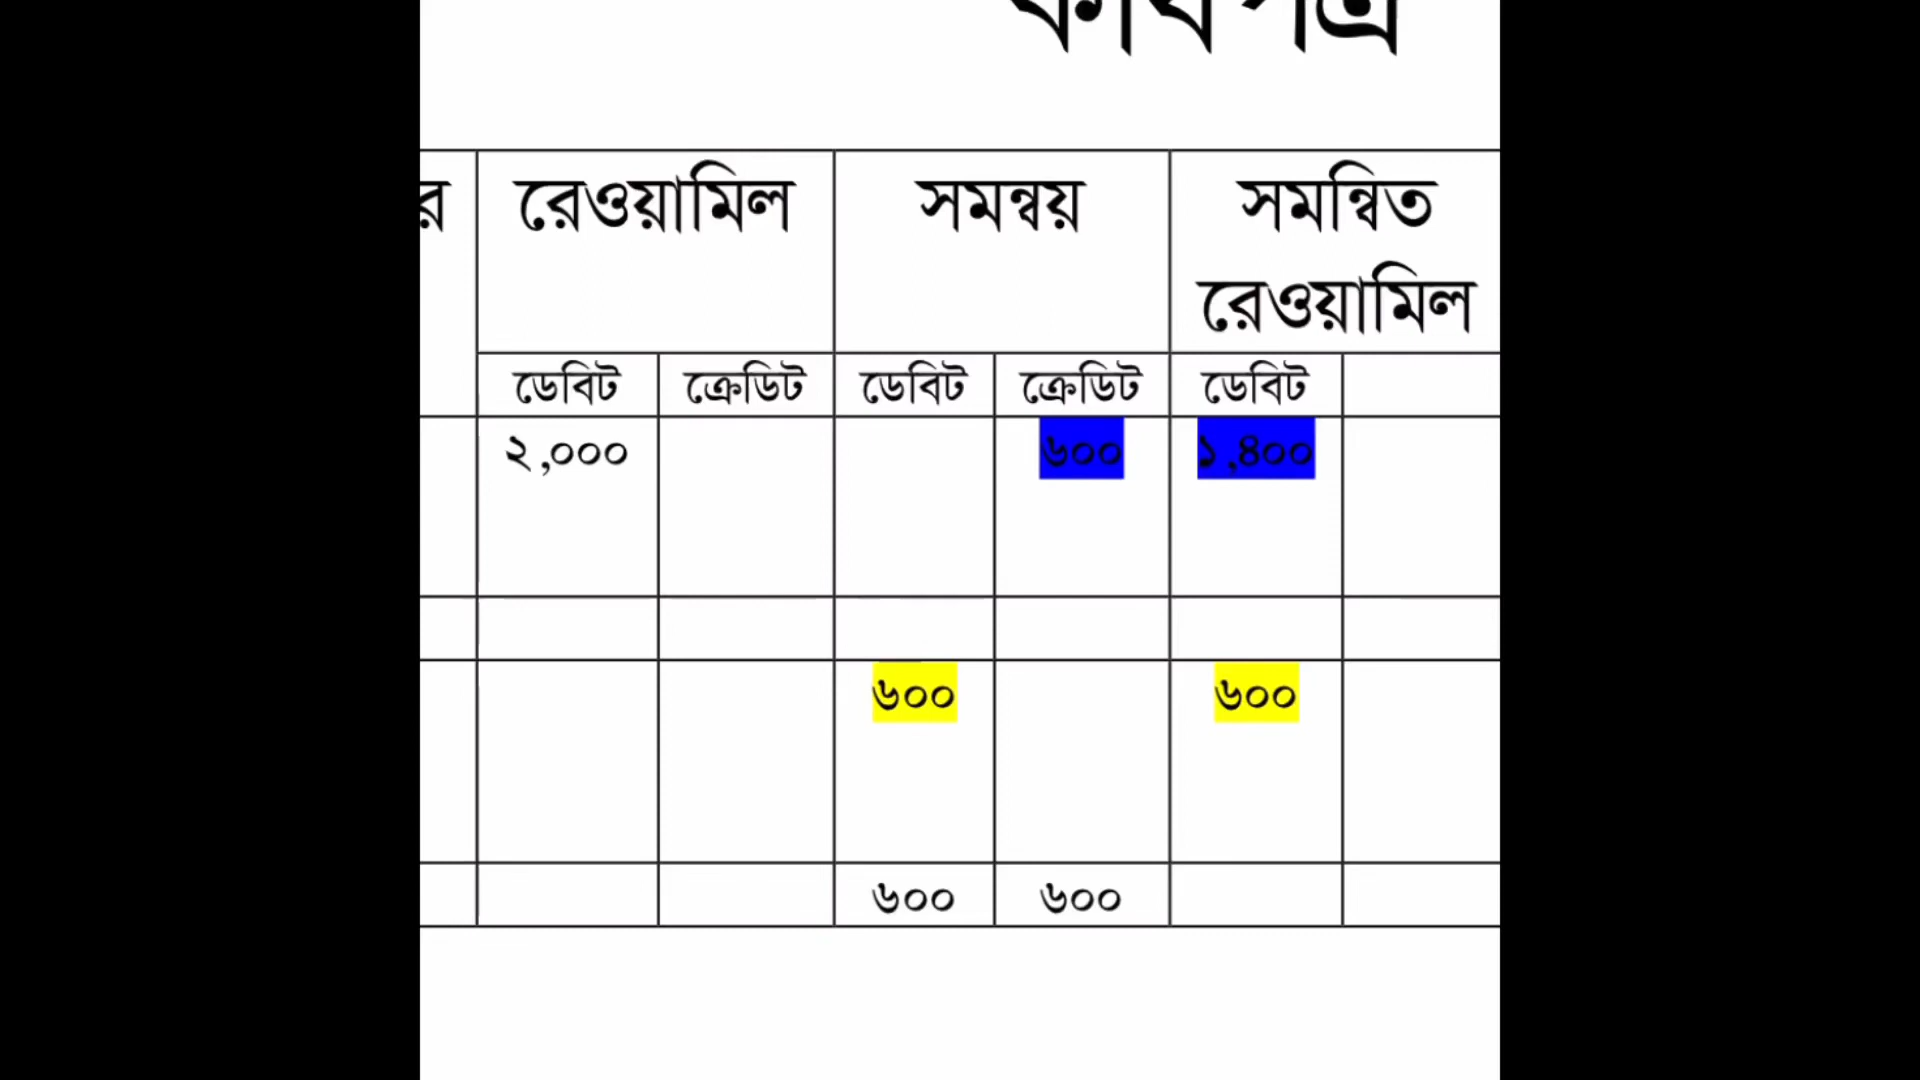 রেওয়ামিল সমন্বয় সমন্বিত
রেওয়ামিল
ডেবিট ক্রেডিট ডেবিট ক্রেডিট ডেবিট
২,০০০ ৬০০ ১,৪০০
৬০০ ৬০০
৬০০ ৬০০